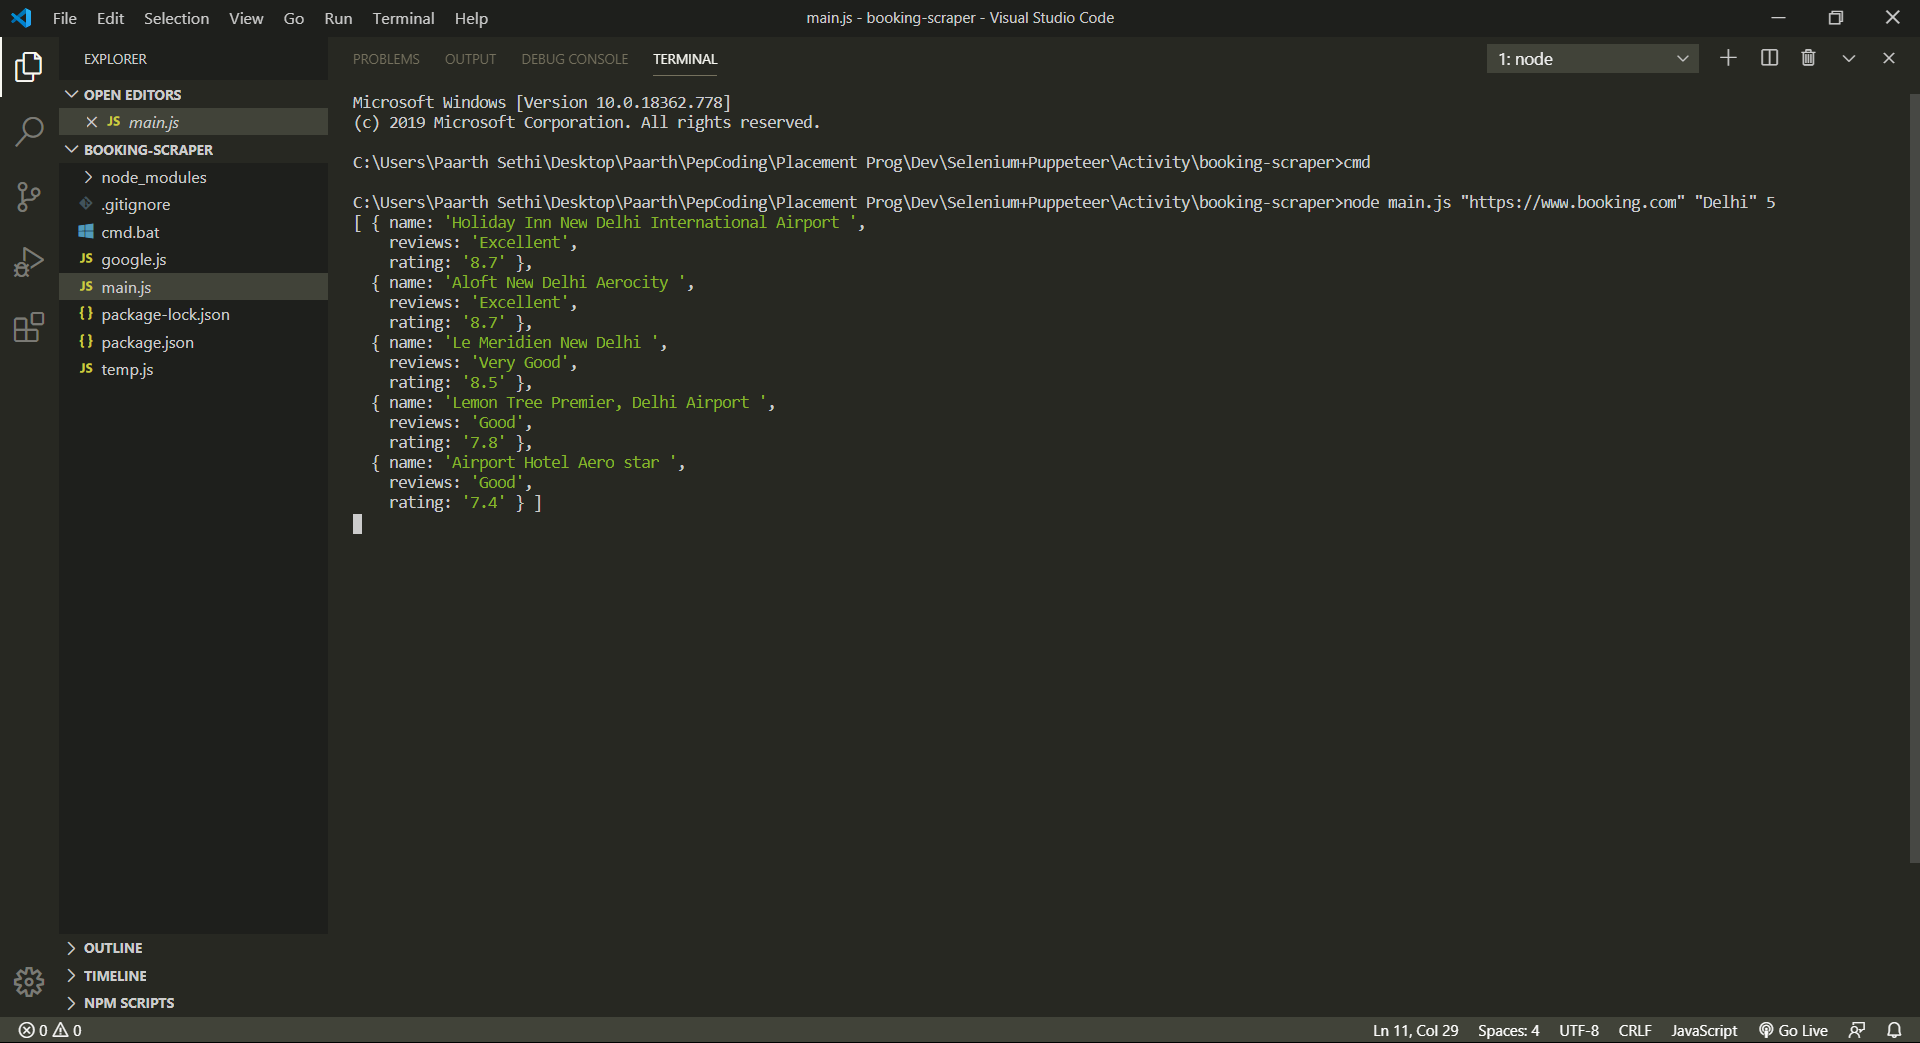 File Edit Selection View Go Run Terminal Help
main.js - booking-scraper - Visual Studio Code
EXPLORER
OPEN EDITORS
JS main.js
BOOKING-SCRAPER
node_modules
.gitignore
cmd.bat
JS google.js
JS main.js
{} package-lock.json
{} package.json
JS temp.js
OUTLINE
TIMELINE
NPM SCRIPTS
PROBLEMS OUTPUT DEBUG CONSOLE TERMINAL
1: node
Microsoft Windows [Version 10.0.18362.778]
(c) 2019 Microsoft Corporation. All rights reserved.
C:\Users\Paarth Sethi\Desktop\Paarth\PepCoding\Placement Prog\Dev\Selenium+Puppeteer\Activity\booking-scraper>cmd
C:\Users\Paarth Sethi\Desktop\Paarth\PepCoding\Placement Prog\Dev\Selenium+Puppeteer\Activity\booking-scraper>node main.js "https://www.booking.com" "Delhi" 5
[ { name: 'Holiday Inn New Delhi International Airport ',
reviews: 'Excellent',
rating: '8.7' },
{ name: 'Aloft New Delhi Aerocity ',
reviews: 'Excellent',
rating: '8.7' },
{ name: 'Le Meridien New Delhi ',
reviews: 'Very Good',
rating: '8.5' },
{ name: 'Lemon Tree Premier, Delhi Airport ',
reviews: 'Good',
rating: '7.8' },
{ name: 'Airport Hotel Aero star ',
reviews: 'Good',
rating: '7.4' } ]
0 0
Ln 11, Col 29 Spaces: 4 UTF-8 CRLF JavaScript Go Live